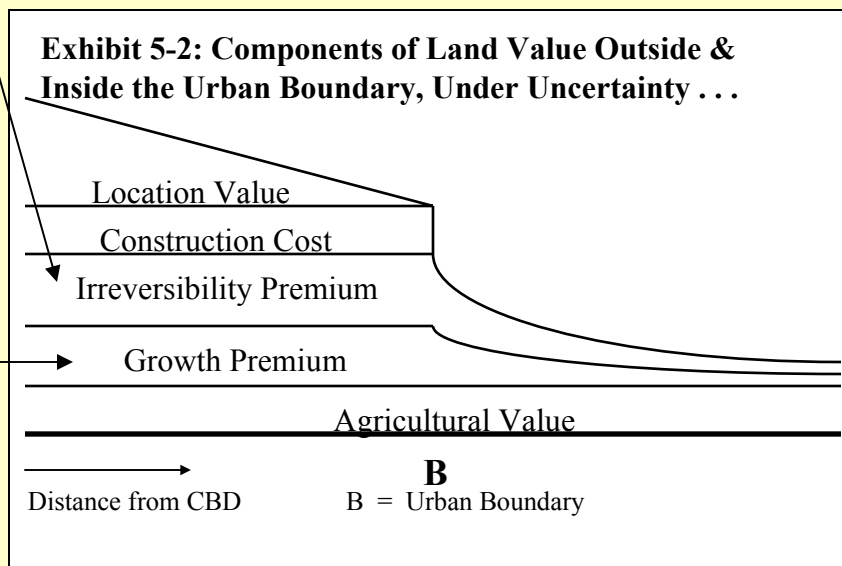 Exhibit 5-2: Components of Land Value Outside &
Inside the Urban Boundary, Under Uncertainty . . .
Location Value
Construction Cost
Irreversibility Premium
Growth Premium
Agricultural Value
B
Distance from CBD
B = Urban Boundary